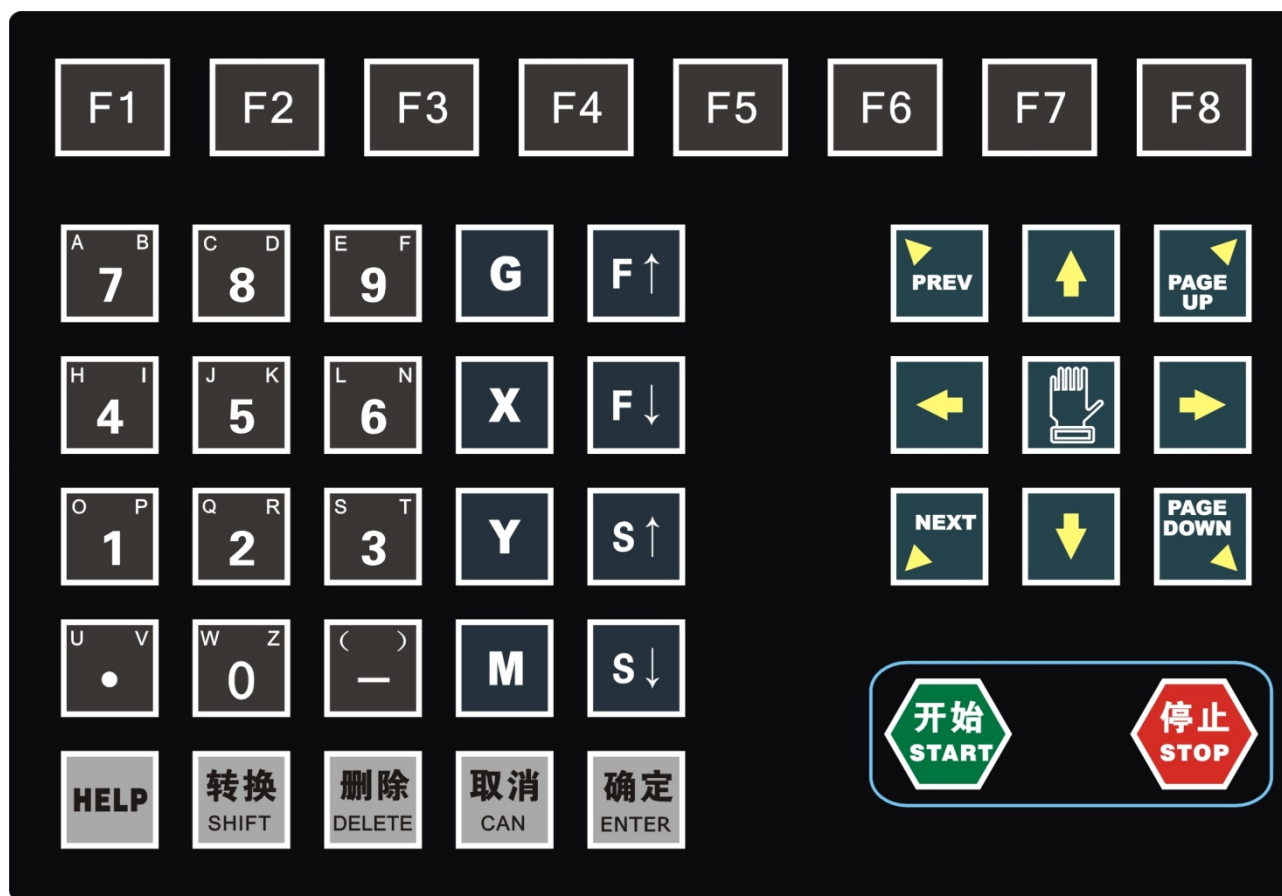 F1 F2 F3 F4 F5 F6 F7 F8
A B C D E F
7 8 9 G F↑ PREV PAGE UP
H I J K L N
4 5 6 X F↓
O P Q R S T
1 2 3 Y S↑ NEXT PAGE DOWN
U V W Z ( )
• 0 — M S↓
开始 停止
START STOP
HELP 转换 删除 取消 确定
SHIFT DELETE CAN ENTER